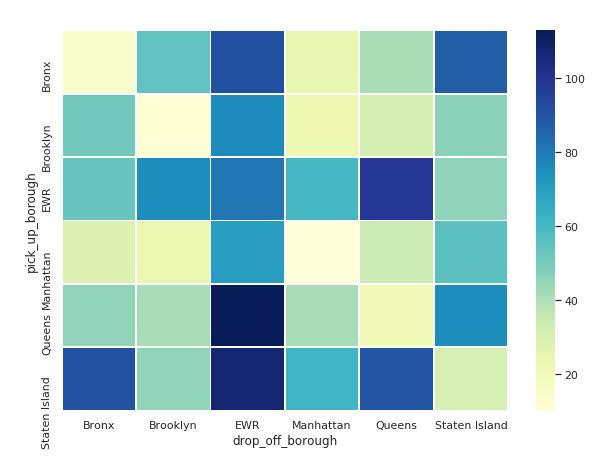 pick_up_borough
Bronx
Brooklyn
EWR
Manhattan
Queens
Staten Island
Bronx
Brooklyn
EWR
Manhattan
Queens
Staten Island
drop_off_borough
100
80
60
40
20